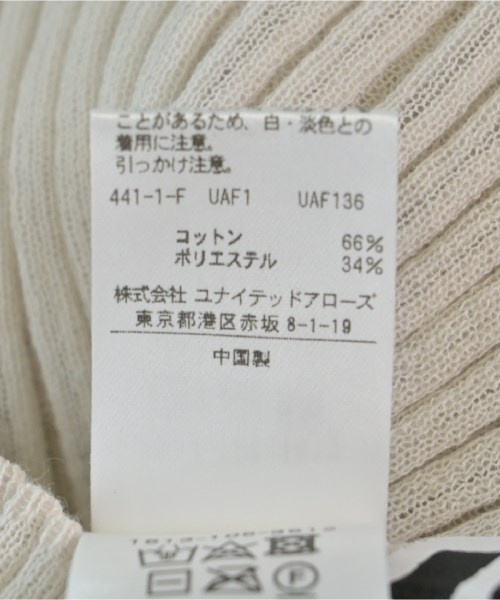 ことがあるため、白・淡色との
着用に注意。
引っかけ注意。
441-1-F UAF1 UAF136
コットン 66%
ポリエステル 34%
株式会社 ユナイテッドアローズ
東京都港区赤坂 8-1-19
中国製